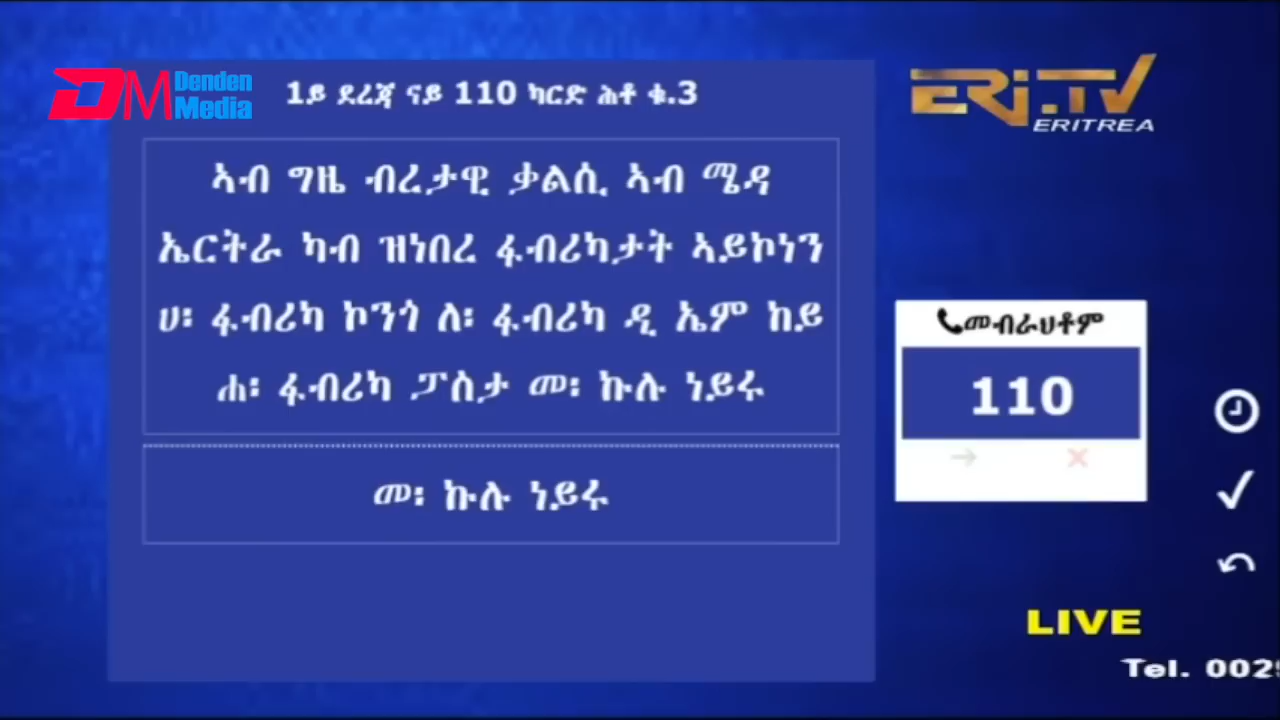 DM Denden Media
1ይ ደረጃ ናይ 110 ካርድ ሕቶ ቁ.3
ERi.TV
ERITREA
ኣብ ግዜ ብረታዊ ቃልሲ ኣብ ሜዳ
ኤርትራ ካብ ዝነበረ ፋብሪካታት ኣይኮነን
ሀ፡ ፋብሪካ ኮንጎ ለ፡ ፋብሪካ ዲ ኤም ከይ
ሐ፡ ፋብሪካ ፓስታ መ፡ ኩሉ ነይሩ
መ፡ ኩሉ ነይሩ
መብራህቶም
110
LIVE
Tel. 0029